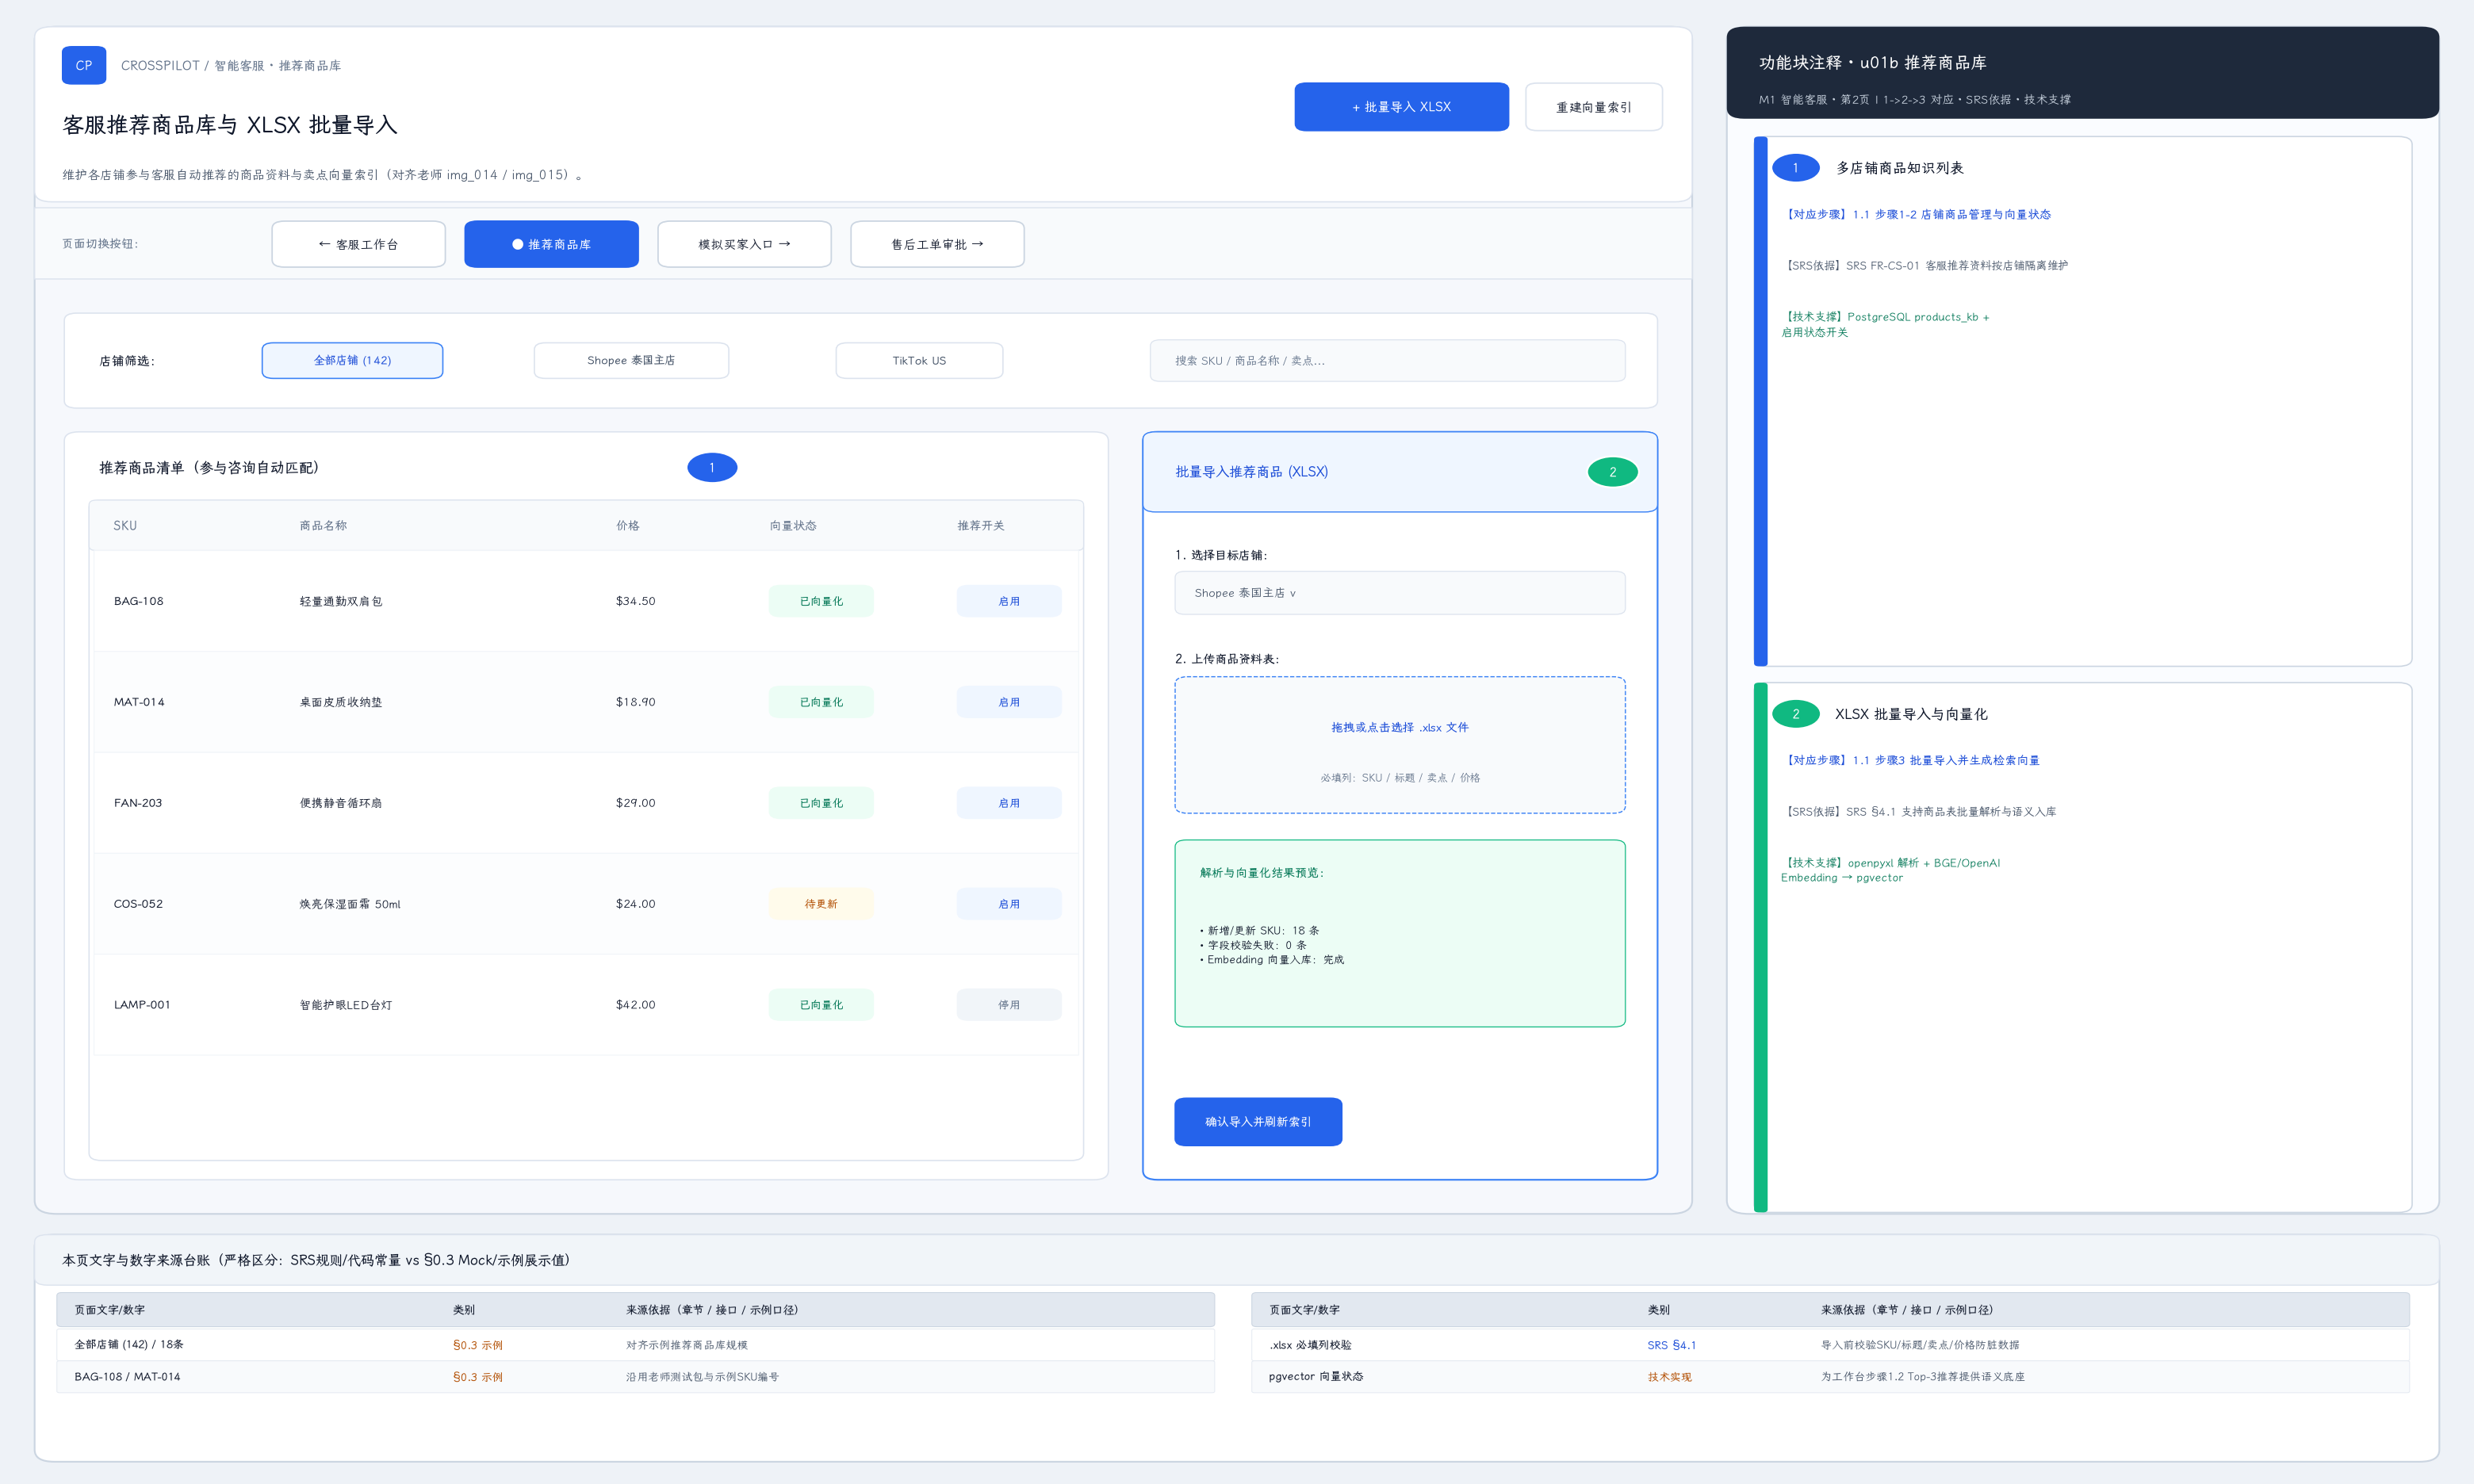 CP
CROSSPILOT / 智能客服・推荐商品库
客服推荐商品库与 XLSX 批量导入
维护各店铺参与客服自动推荐的商品资料与卖点向量索引（对齐老师 img_014 / img_015）。
+ 批量导入 XLSX
重建向量索引
页面切换按钮：
← 客服工作台
● 推荐商品库
模拟买家入口 →
售后工单审批 →
店铺筛选：
全部店铺 (142)
Shopee 泰国主店
TikTok US
搜索 SKU / 商品名称 / 卖点...
推荐商品清单（参与咨询自动匹配）
1
SKU 商品名称 价格 向量状态 推荐开关
BAG-108 轻量通勤双肩包 $34.50 已向量化 启用
MAT-014 桌面皮质收纳垫 $18.90 已向量化 启用
FAN-203 便携静音循环扇 $29.00 已向量化 启用
COS-052 焕亮保湿面霜 50ml $24.00 待更新 启用
LAMP-001 智能护眼LED台灯 $42.00 已向量化 停用
批量导入推荐商品 (XLSX)
2
1. 选择目标店铺：
Shopee 泰国主店 v
2. 上传商品资料表：
拖拽或点击选择 .xlsx 文件
必填列：SKU / 标题 / 卖点 / 价格
解析与向量化结果预览：
• 新增/更新 SKU：18 条
• 字段校验失败：0 条
• Embedding 向量入库：完成
确认导入并刷新索引
功能块注释・u01b 推荐商品库
M1 智能客服・第2页 | 1->2->3 对应・SRS依据・技术支撑
1
多店铺商品知识列表
【对应步骤】1.1 步骤1-2 店铺商品管理与向量状态
【SRS依据】SRS FR-CS-01 客服推荐资料按店铺隔离维护
【技术支撑】PostgreSQL products_kb +
启用状态开关
2
XLSX 批量导入与向量化
【对应步骤】1.1 步骤3 批量导入并生成检索向量
【SRS依据】SRS §4.1 支持商品表批量解析与语义入库
【技术支撑】openpyxl 解析 + BGE/OpenAI
Embedding → pgvector
本页文字与数字来源台账（严格区分：SRS规则/代码常量 vs §0.3 Mock/示例展示值）
页面文字/数字 类别 来源依据（章节 / 接口 / 示例口径）
全部店铺 (142) / 18条 §0.3 示例 对齐示例推荐商品库规模
BAG-108 / MAT-014 §0.3 示例 沿用老师测试包与示例SKU编号
页面文字/数字 类别 来源依据（章节 / 接口 / 示例口径）
.xlsx 必填列校验 SRS §4.1 导入前校验SKU/标题/卖点/价格防脏数据
pgvector 向量状态 技术实现 为工作台步骤1.2 Top-3推荐提供语义底座